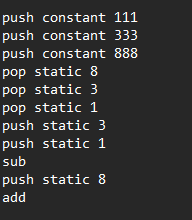 push constant 111
push constant 333
push constant 888
pop static 8
pop static 3
pop static 1
push static 3
push static 1
sub
push static 8
add